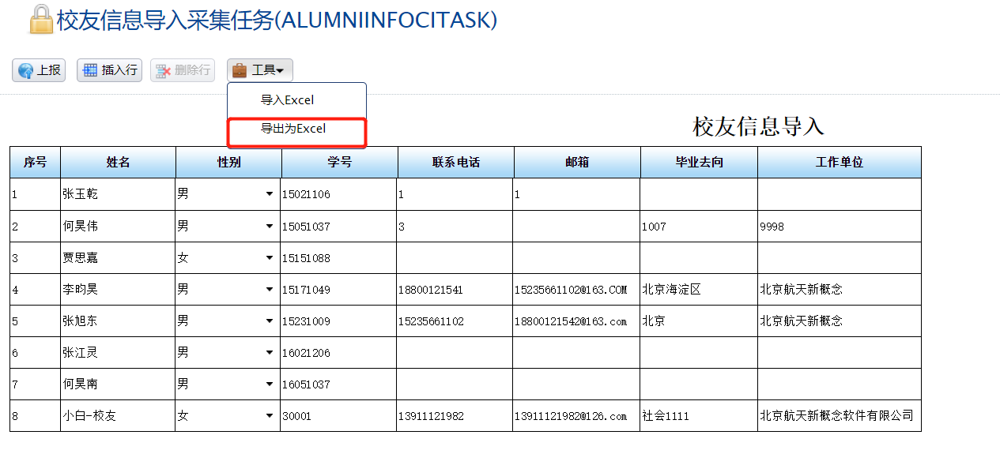 校友信息导入采集任务(ALUMNIINFOCITASK)
上报 插入行 删除行 工具
导入Excel
导出为Excel
校友信息导入
序号 姓名 性别 学号 联系电话 邮箱 毕业去向 工作单位
1 张玉乾 男 15021106 1 1
2 何昊伟 男 15051037 3 1007 9998
3 贾思嘉 女 15151088
4 李昀昊 男 15171049 18800121541 15235661102@163.COM 北京海淀区 北京航天新概念
5 张旭东 男 15231009 15235661102 18800121542@163.com 北京 北京航天新概念
6 张江灵 男 16021206
7 何昊南 男 16051037
8 小白-校友 女 30001 13911121982 13911121982@126.com 社会1111 北京航天新概念软件有限公司